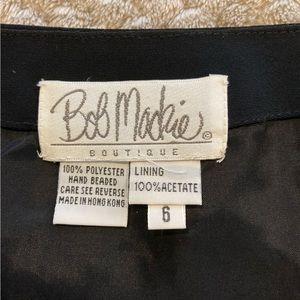 Bob Mackie ©
BOUTIQUE
100% POLYESTER
HAND BEADED
CARE SEE REVERSE
MADE IN HONG KONG
LINING
100% ACETATE
6